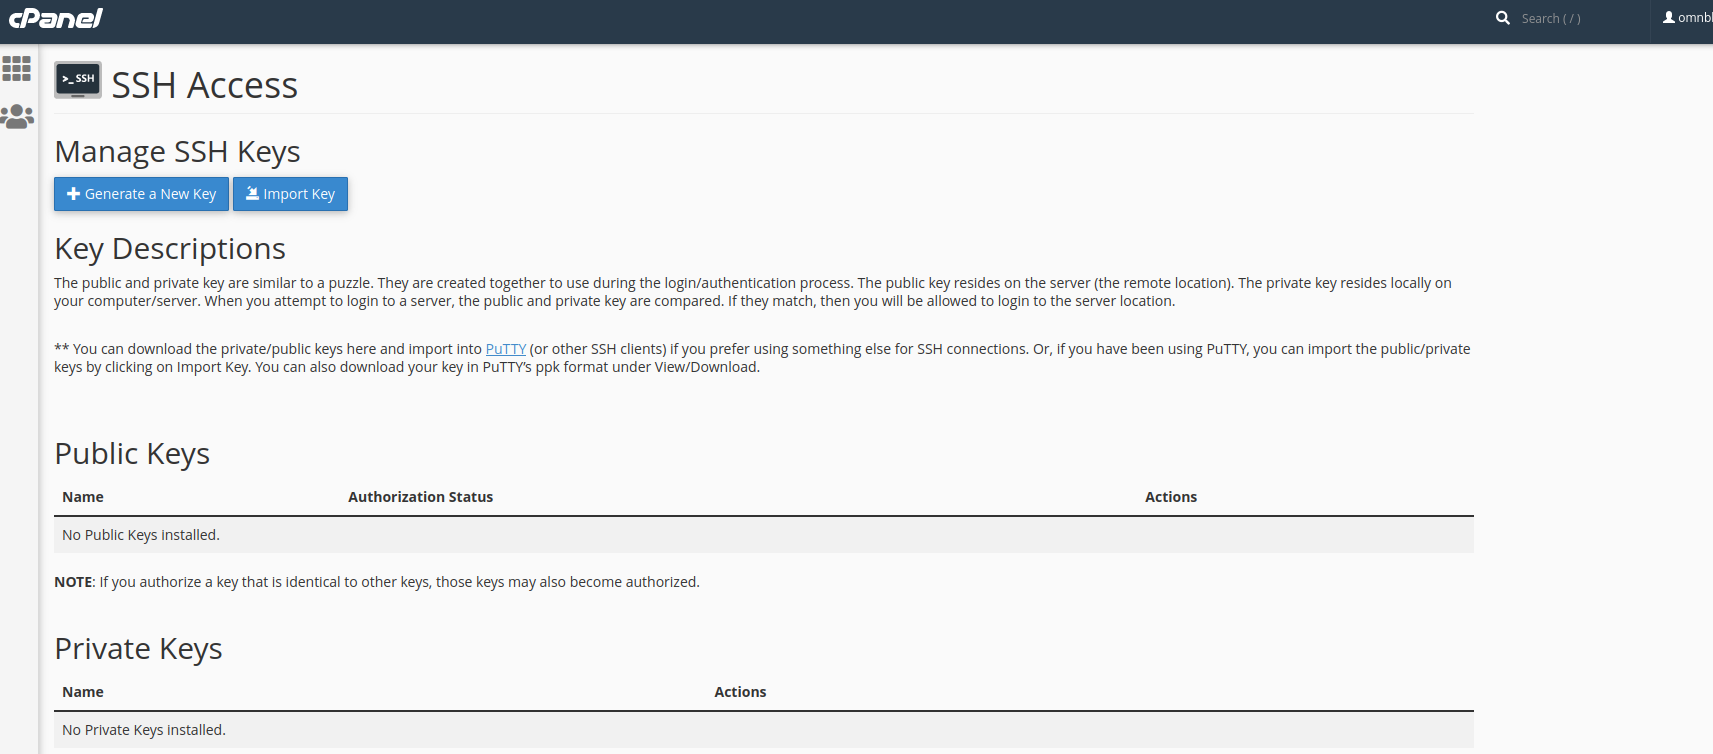 cPanel
Search ( / )
omnbl
>_ SSH
SSH Access
Manage SSH Keys
Generate a New Key
Import Key
Key Descriptions
The public and private key are similar to a puzzle. They are created together to use during the login/authentication process. The public key resides on the server (the remote location). The private key resides locally on
your computer/server. When you attempt to login to a server, the public and private key are compared. If they match, then you will be allowed to login to the server location.
** You can download the private/public keys here and import into PuTTY (or other SSH clients) if you prefer using something else for SSH connections. Or, if you have been using PuTTY, you can import the public/private
keys by clicking on Import Key. You can also download your key in PuTTY’s ppk format under View/Download.
Public Keys
Name Authorization Status Actions
No Public Keys installed.
NOTE: If you authorize a key that is identical to other keys, those keys may also become authorized.
Private Keys
Name Actions
No Private Keys installed.